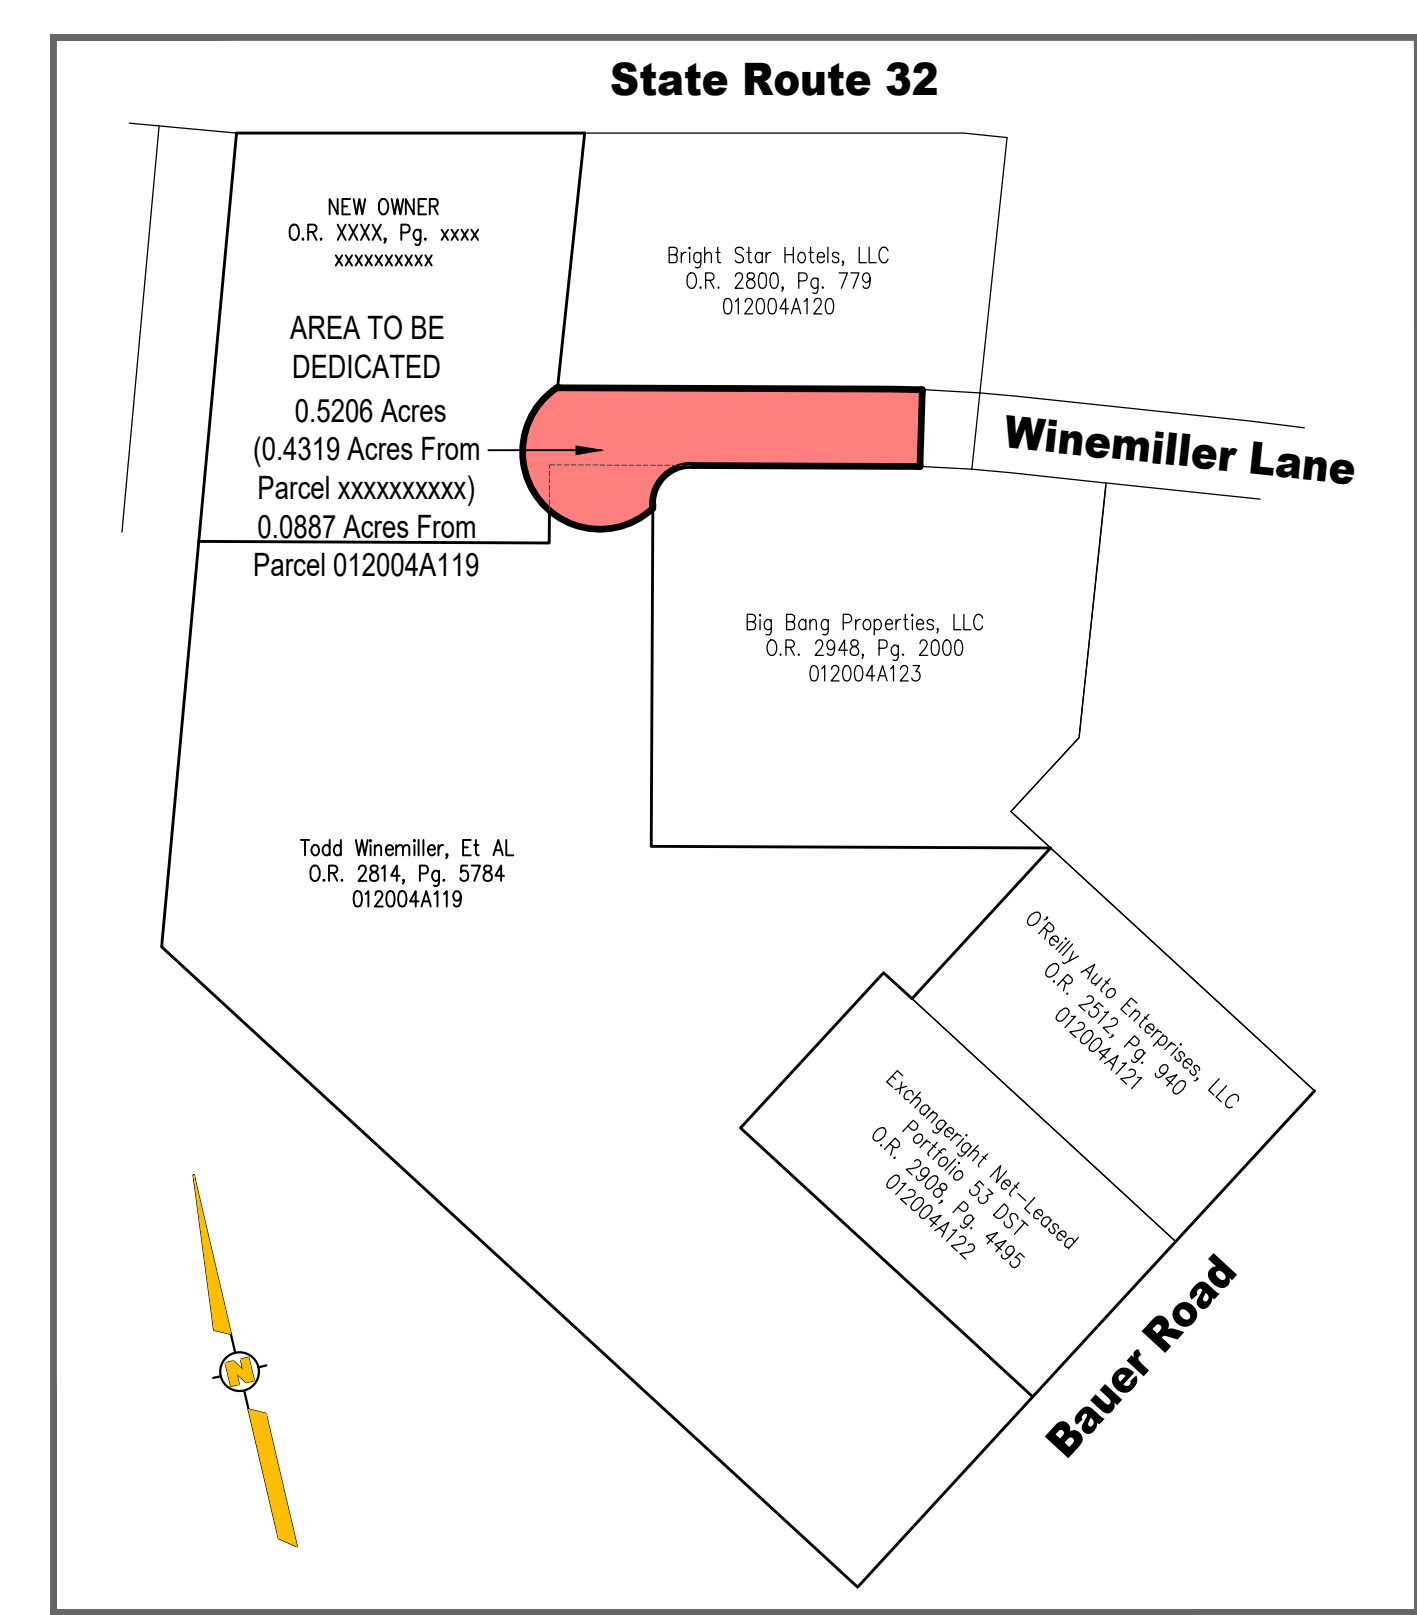 State Route 32
NEW OWNER
O.R. XXXX, Pg. xxxx
xxxxxxxxxx
Bright Star Hotels, LLC
O.R. 2800, Pg. 779
012004A120
AREA TO BE
DEDICATED
0.5206 Acres
(0.4319 Acres From
Parcel xxxxxxxxxx)
0.0887 Acres From
Parcel 012004A119
Winemiller Lane
Big Bang Properties, LLC
O.R. 2948, Pg. 2000
012004A123
Todd Winemiller, Et AL
O.R. 2814, Pg. 5784
012004A119
O'Reilly Auto Enterprises, LLC
O.R. 2512, Pg. 940
012004A121
Exchangeright Net-Leased
Portfolio 53 DST
O.R. 2908, Pg. 4495
012004A122
Bauer Road
N